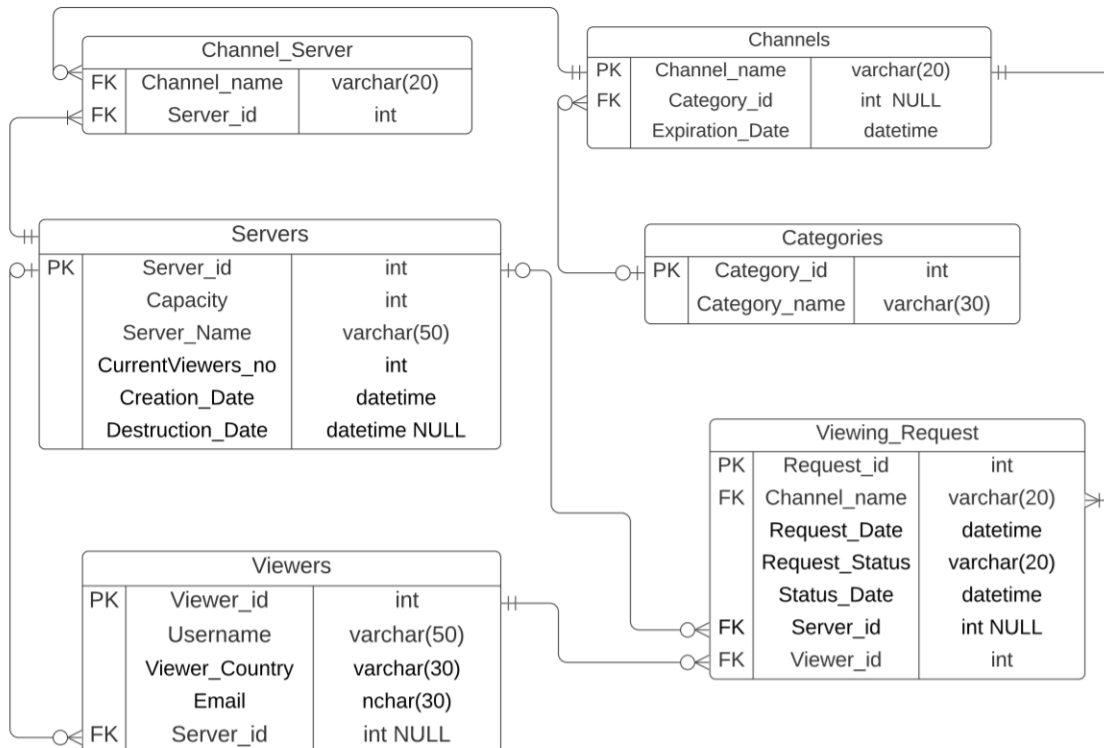 Channel_Server
FK Channel_name varchar(20)
FK Server_id int
Channels
PK Channel_name varchar(20)
FK Category_id int NULL
Expiration_Date datetime
Servers
PK Server_id int
Capacity int
Server_Name varchar(50)
CurrentViewers_no int
Creation_Date datetime
Destruction_Date datetime NULL
Categories
PK Category_id int
Category_name varchar(30)
Viewing_Request
PK Request_id int
FK Channel_name varchar(20)
Request_Date datetime
Request_Status varchar(20)
Status_Date datetime
FK Server_id int NULL
FK Viewer_id int
Viewers
PK Viewer_id int
Username varchar(50)
Viewer_Country varchar(30)
Email nchar(30)
FK Server_id int NULL